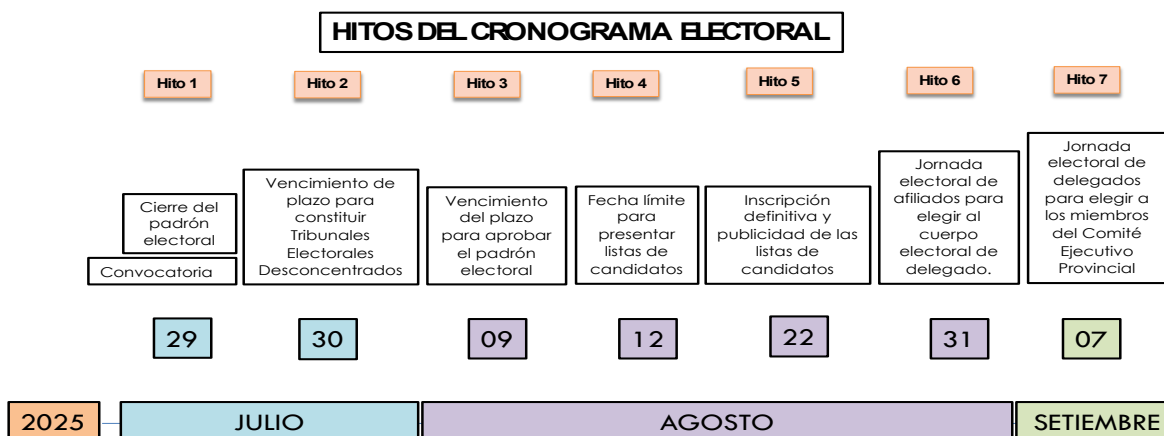 HITOS DEL CRONOGRAMA ELECTORAL
Hito 1
Hito 2
Hito 3
Hito 4
Hito 5
Hito 6
Hito 7
Cierre del
padrón
electoral
Convocatoria
Vencimiento de
plazo para
constituir
Tribunales
Electorales
Desconcentrados
Vencimiento
del plazo
para aprobar
el padrón
electoral
Fecha límite
para
presentar
listas de
candidatos
Inscripción
definitiva y
publicidad de las
listas de
candidatos
Jornada
electoral de
afiliados para
elegir al
cuerpo
electoral de
delegado.
Jornada
electoral de
delegados
para elegir a
los miembros
del Comité
Ejecutivo
Provincial
29
30
09
12
22
31
07
2025
JULIO
AGOSTO
SETIEMBRE